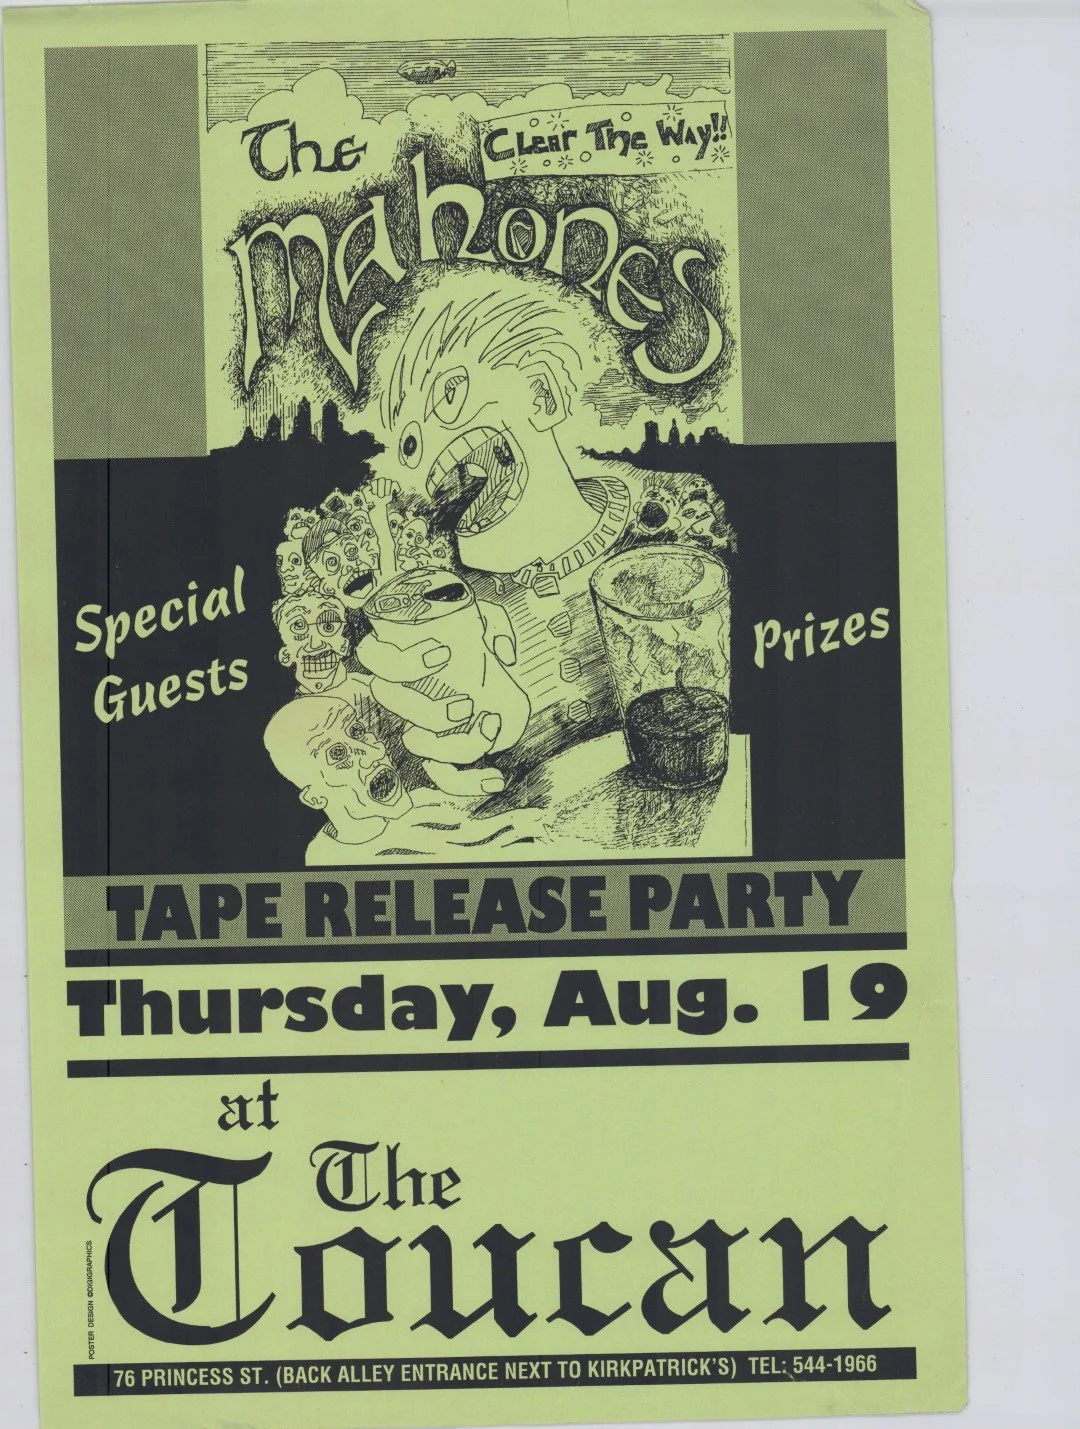 The
Clear The Way!!
Mahones
Special
Guests
Prizes
TAPE RELEASE PARTY
Thursday, Aug. 19
at
The
Toucan
POSTER DESIGN ©DIGIGRAPHICS
76 PRINCESS ST. (BACK ALLEY ENTRANCE NEXT TO KIRKPATRICK'S) TEL: 544-1966